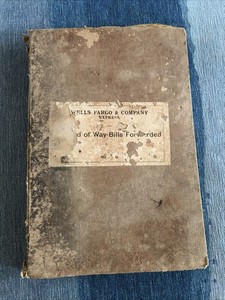 WELLS FARGO & COMPANY
EXPRESS
d of Way-Bills Forwarded